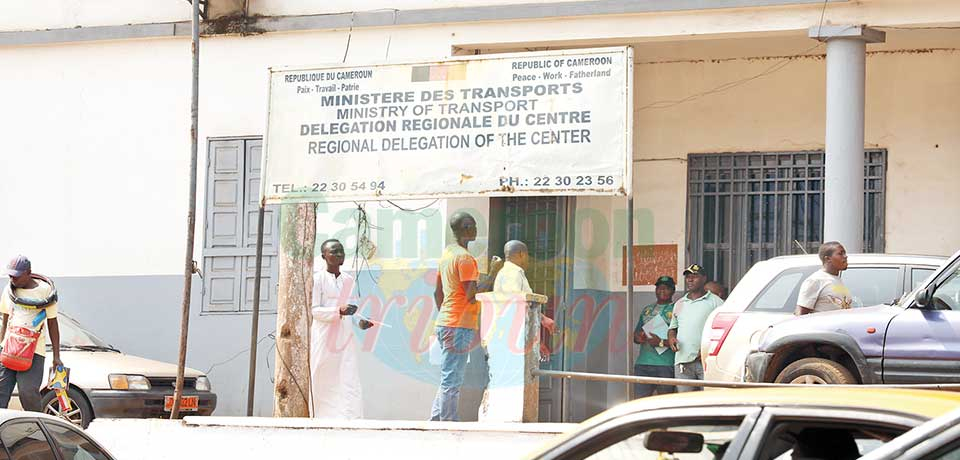 REPUBLIQUE DU CAMEROUN
Paix - Travail - Patrie
REPUBLIC OF CAMEROON
Peace - Work - Fatherland
MINISTERE DES TRANSPORTS
MINISTRY OF TRANSPORT
DELEGATION REGIONALE DU CENTRE
REGIONAL DELEGATION OF THE CENTER
TEL.: 22 30 54 94
PH.: 22 30 23 56
Cameroon
tribune